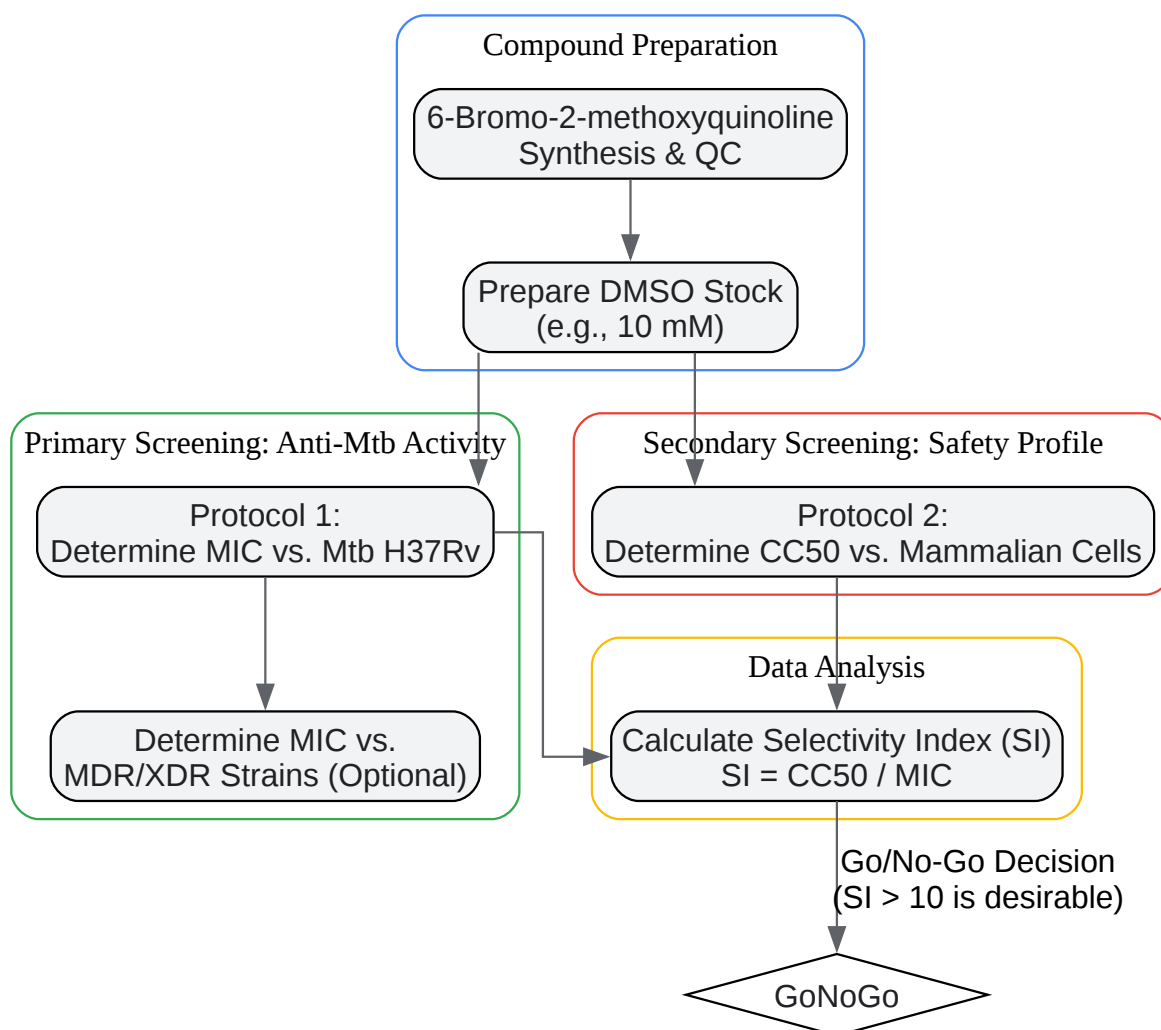 Compound Preparation
6-Bromo-2-methoxyquinoline
Synthesis & QC
Prepare DMSO Stock
(e.g., 10 mM)
Primary Screening: Anti-Mtb Activity
Protocol 1:
Determine MIC vs. Mtb H37Rv
Determine MIC vs.
MDR/XDR Strains (Optional)
Secondary Screening: Safety Profile
Protocol 2:
Determine CC50 vs. Mammalian Cells
Data Analysis
Calculate Selectivity Index (SI)
SI = CC50 / MIC
Go/No-Go Decision
(SI > 10 is desirable)
GoNoGo